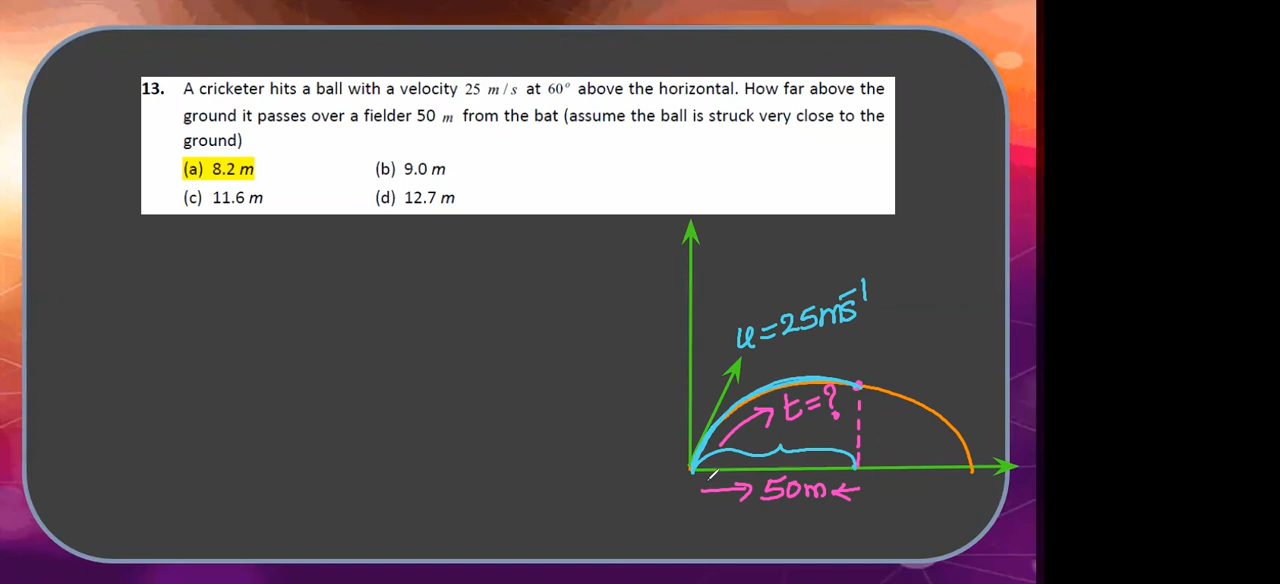 13. A cricketer hits a ball with a velocity 25 m/s at 60° above the horizontal. How far above the
ground it passes over a fielder 50 m from the bat (assume the ball is struck very close to the
ground)
(a) 8.2 m (b) 9.0 m
(c) 11.6 m (d) 12.7 m
u=25ms⁻¹
t=?
50m